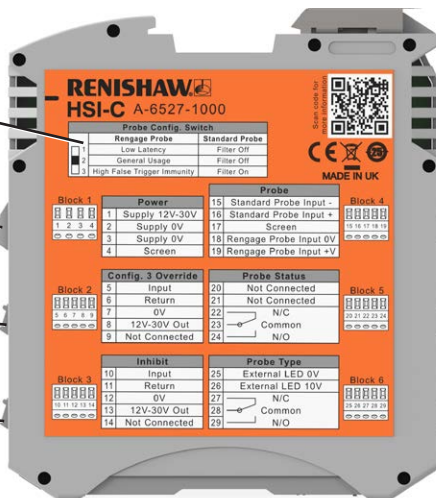 RENISHAW
HSI-C A-6527-1000
Scan code for
more information
Probe Config. Switch
Rengage Probe Standard Probe
1 Low Latency Filter Off
2 General Usage Filter Off
3 High False Trigger Immunity Filter On
CE
MADE IN UK
Block 1
1 2 3 4
Power
1 Supply 12V-30V
2 Supply 0V
3 Supply 0V
4 Screen
Probe
15 Standard Probe Input -
16 Standard Probe Input +
17 Screen
18 Rengage Probe Input 0V
19 Rengage Probe Input +V
Block 4
15 16 17 18 19
Block 2
5 6 7 8 9
Config. 3 Override
5 Input
6 Return
7 0V
8 12V-30V Out
9 Not Connected
Probe Status
20 Not Connected
21 Not Connected
22 N/C
23 Common
24 N/O
Block 5
20 21 22 23 24
Block 3
10 11 12 13 14
Inhibit
10 Input
11 Return
12 0V
13 12V-30V Out
14 Not Connected
Probe Type
25 External LED 0V
26 External LED 10V
27 N/C
28 Common
29 N/O
Block 6
25 26 27 28 29